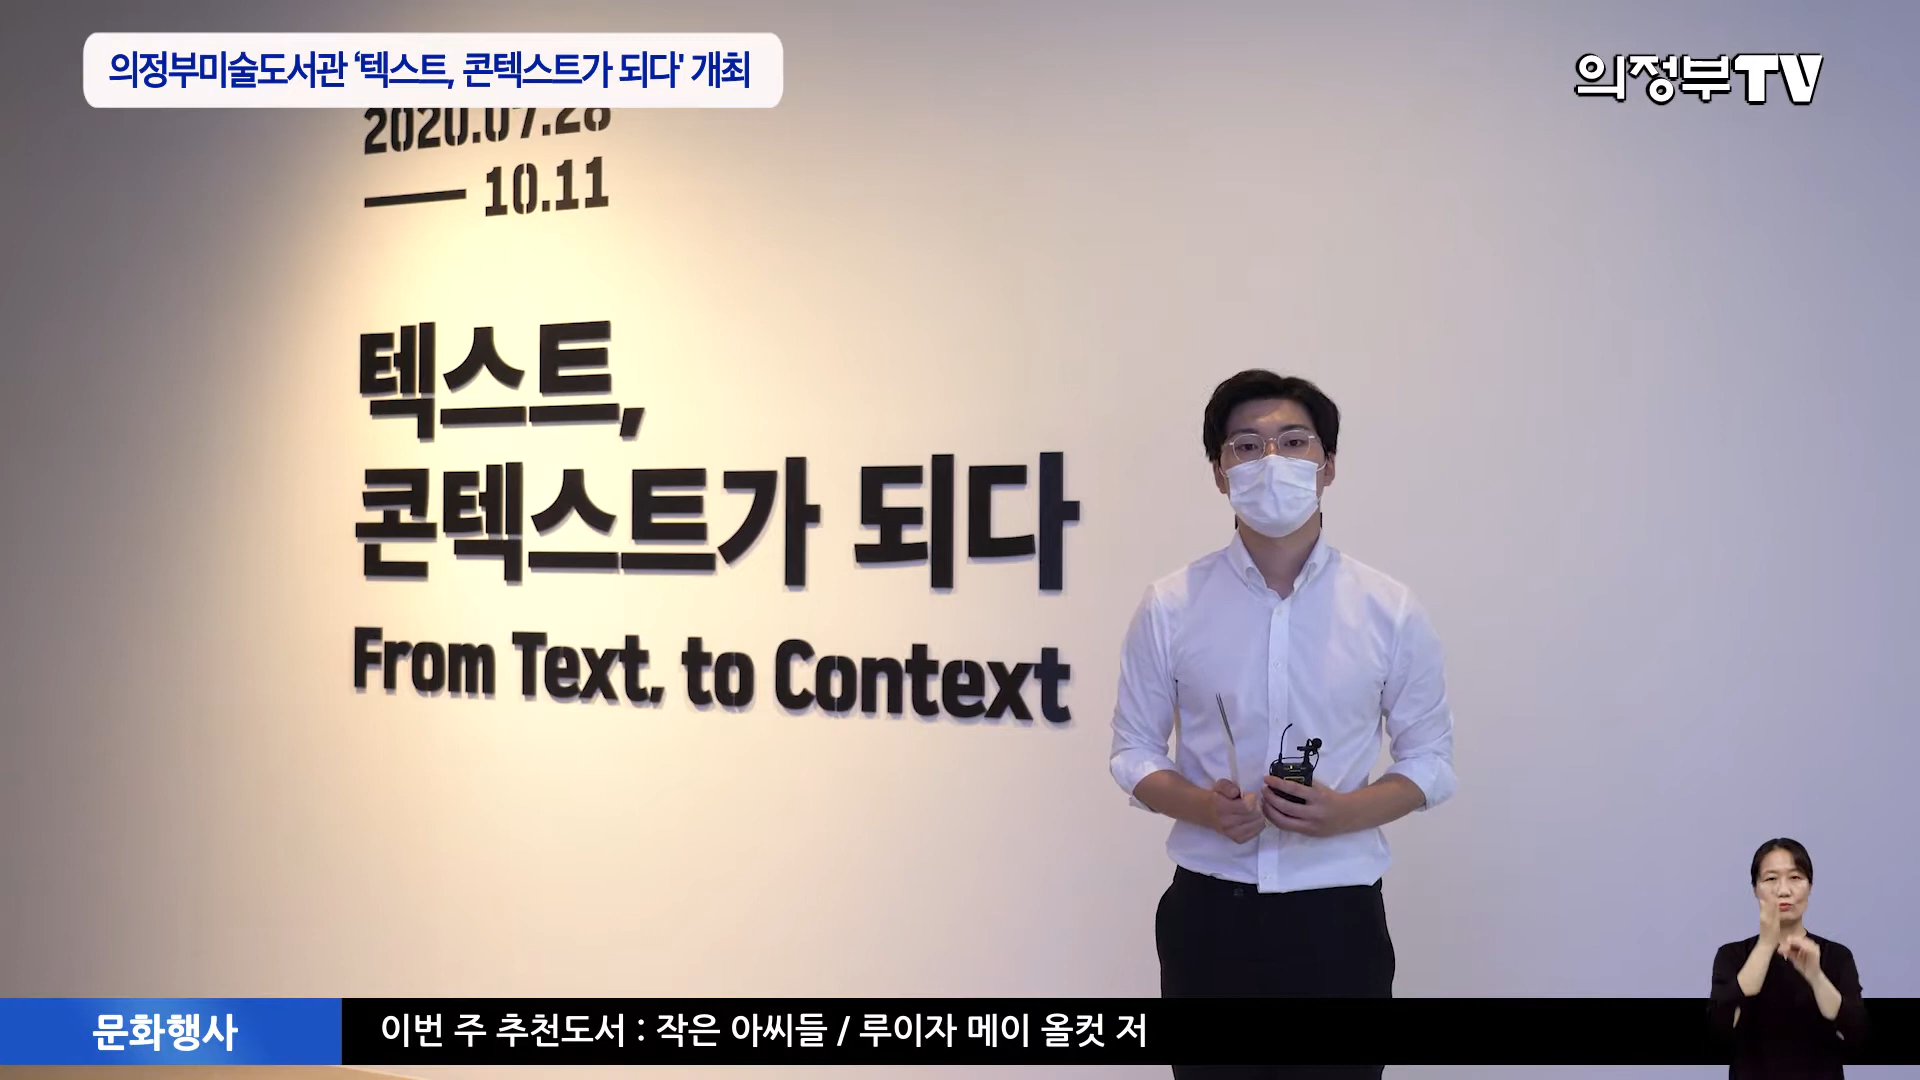 의정부미술도서관 ‘텍스트, 콘텍스트가 되다' 개최
의정부TV
2020.07.28
10.11
텍스트,
콘텍스트가 되다
From Text, to Context
문화행사
이번 주 추천도서 : 작은 아씨들 / 루이자 메이 올컷 저